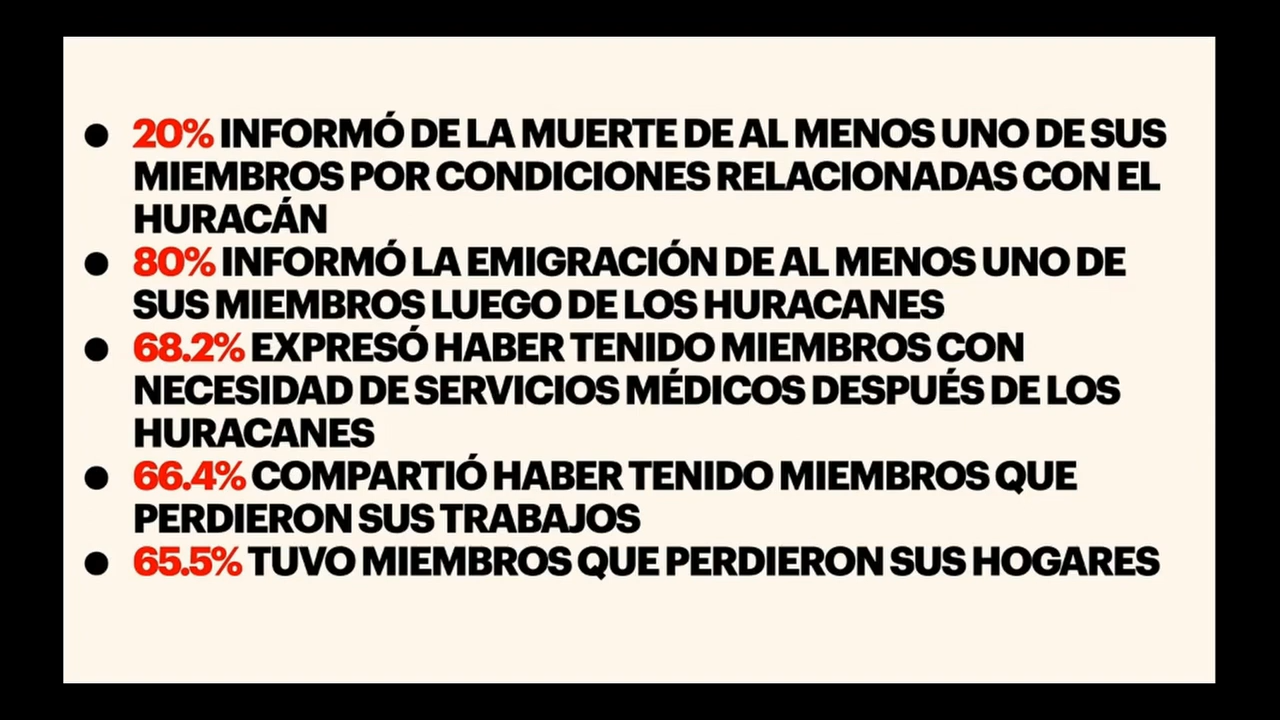 ● 20% INFORMÓ DE LA MUERTE DE AL MENOS UNO DE SUS
MIEMBROS POR CONDICIONES RELACIONADAS CON EL
HURACÁN
● 80% INFORMÓ LA EMIGRACIÓN DE AL MENOS UNO DE
SUS MIEMBROS LUEGO DE LOS HURACANES
● 68.2% EXPRESÓ HABER TENIDO MIEMBROS CON
NECESIDAD DE SERVICIOS MÉDICOS DESPUÉS DE LOS
HURACANES
● 66.4% COMPARTIÓ HABER TENIDO MIEMBROS QUE
PERDIERON SUS TRABAJOS
● 65.5% TUVO MIEMBROS QUE PERDIERON SUS HOGARES